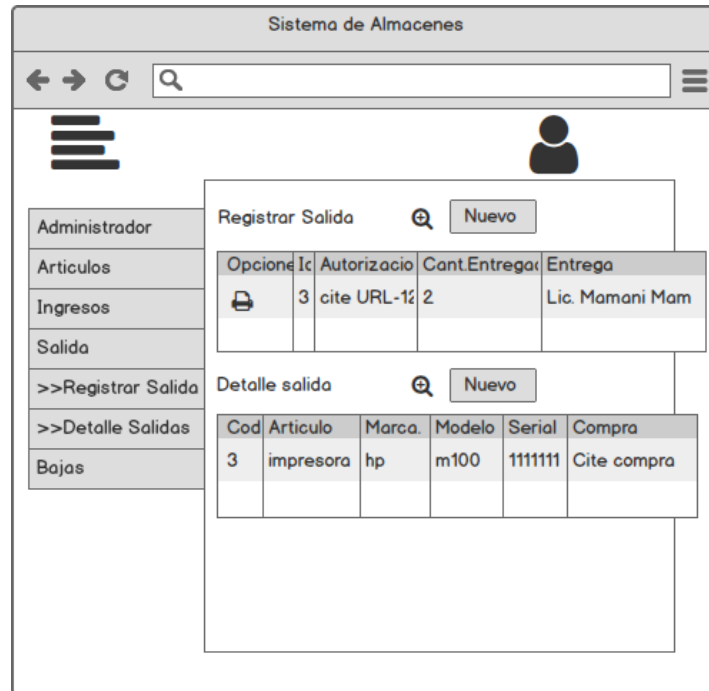 Sistema de Almacenes
Administrador
Articulos
Ingresos
Salida
>>Registrar Salida
>>Detalle Salidas
Bajas
Registrar Salida Nuevo
Opcione Id Autorizacio Cant.Entregad Entrega
3 cite URL-12 2 Lic. Mamani Mam
Detalle salida Nuevo
Cod Articulo Marca. Modelo Serial Compra
3 impresora hp m100 1111111 Cite compra